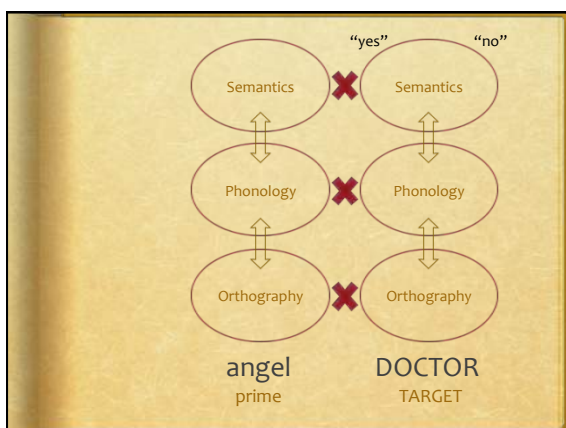 “yes” “no”
Semantics Semantics
Phonology Phonology
Orthography Orthography
angel DOCTOR
prime TARGET